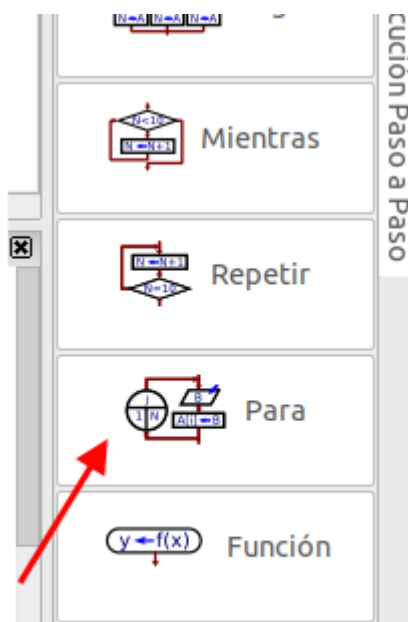 N←A N←A N←A
N<10
N←N+1
Mientras
N←N+1
N=10
Repetir
I
1 N
B
A[I]←B
Para
y←f(x)
Función
cución Paso a Paso